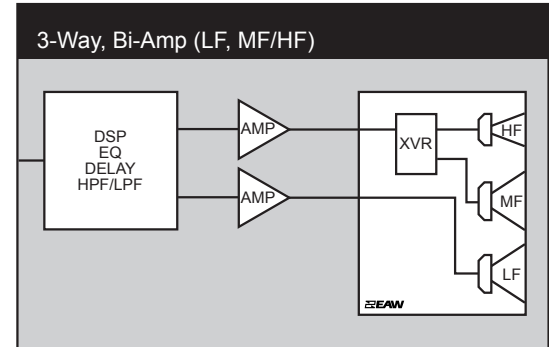 3-Way, Bi-Amp (LF, MF/HF)
DSP
EQ
DELAY
HPF/LPF
AMP
AMP
XVR
HF
MF
LF
EAW